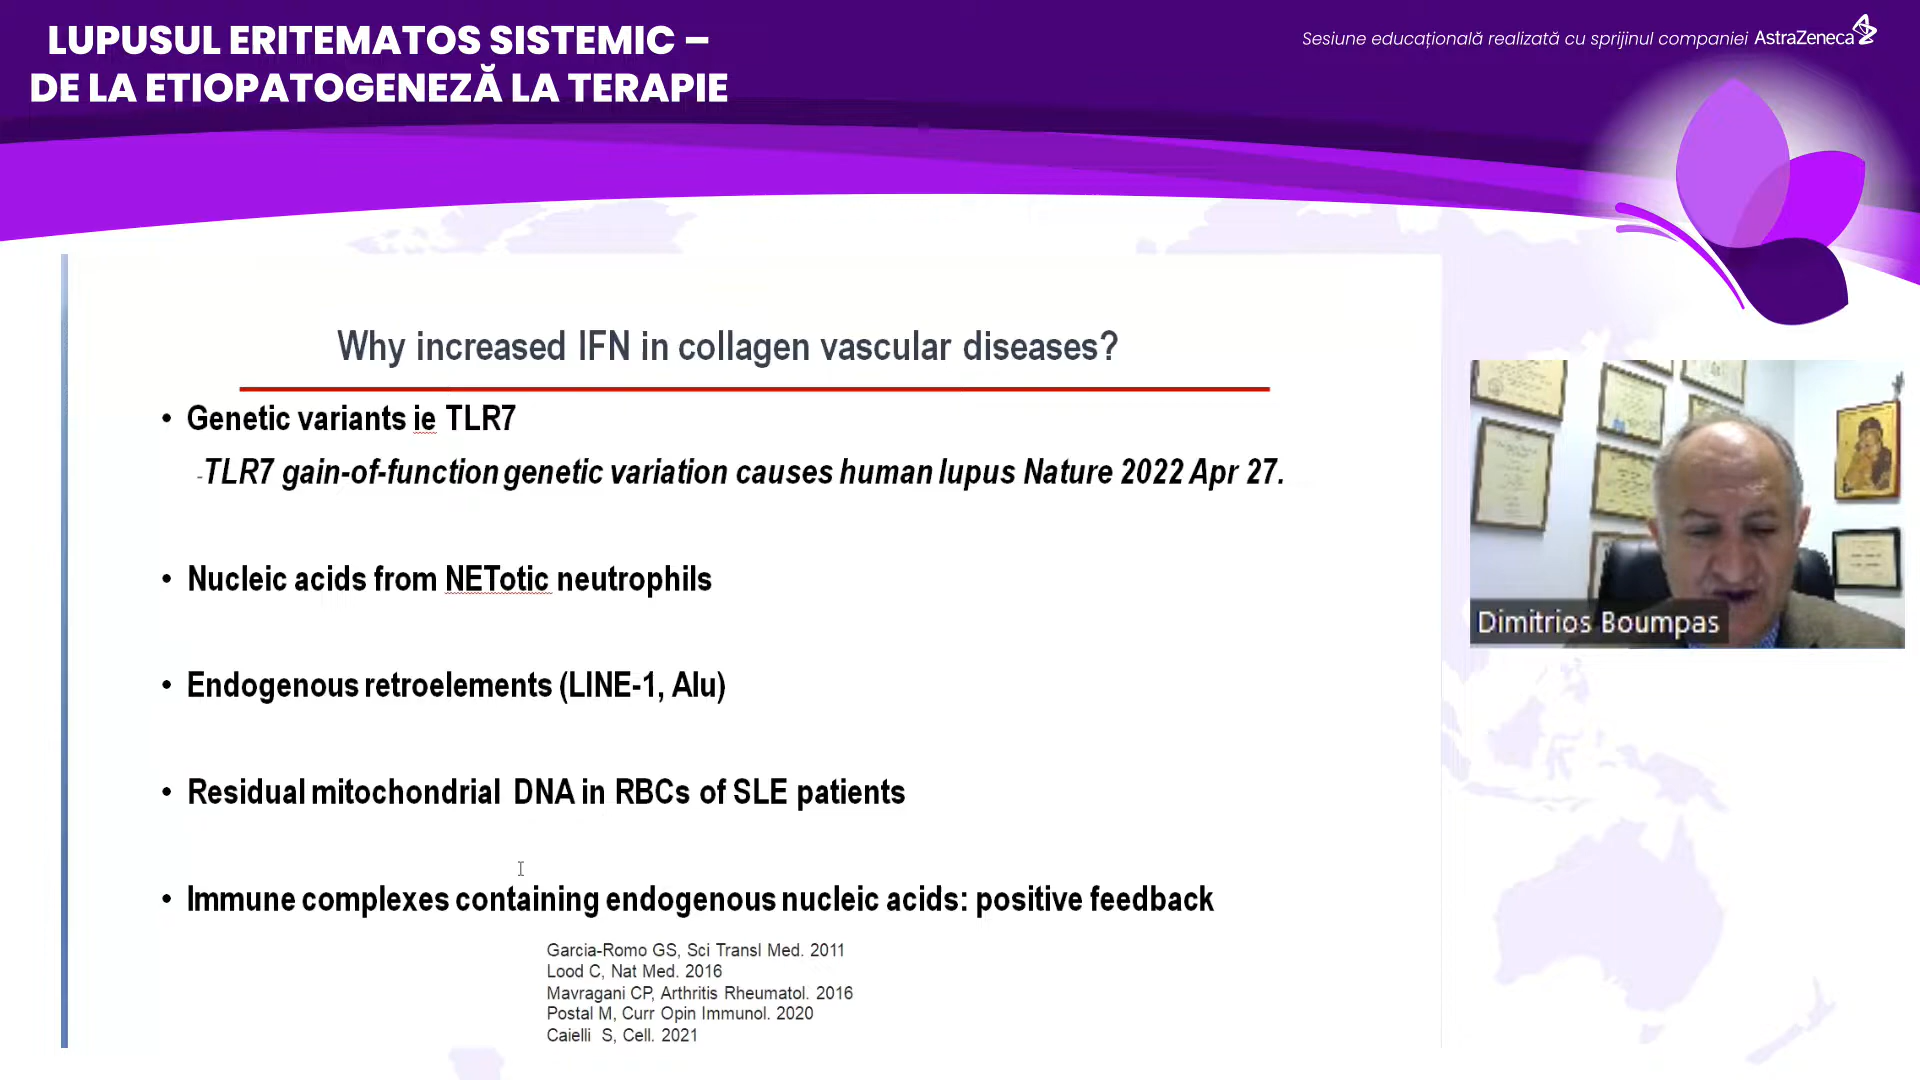 LUPUSUL ERITEMATOS SISTEMIC –
DE LA ETIOPATOGENEZĂ LA TERAPIE
Sesiune educațională realizată cu sprijinul companiei AstraZeneca
Why increased IFN in collagen vascular diseases?
• Genetic variants ie TLR7
-TLR7 gain-of-function genetic variation causes human lupus Nature 2022 Apr 27.
• Nucleic acids from NETotic neutrophils
• Endogenous retroelements (LINE-1, Alu)
• Residual mitochondrial DNA in RBCs of SLE patients
• Immune complexes containing endogenous nucleic acids: positive feedback
Garcia-Romo GS, Sci Transl Med. 2011
Lood C, Nat Med. 2016
Mavragani CP, Arthritis Rheumatol. 2016
Postal M, Curr Opin Immunol. 2020
Caielli S, Cell. 2021
Dimitrios Boumpas